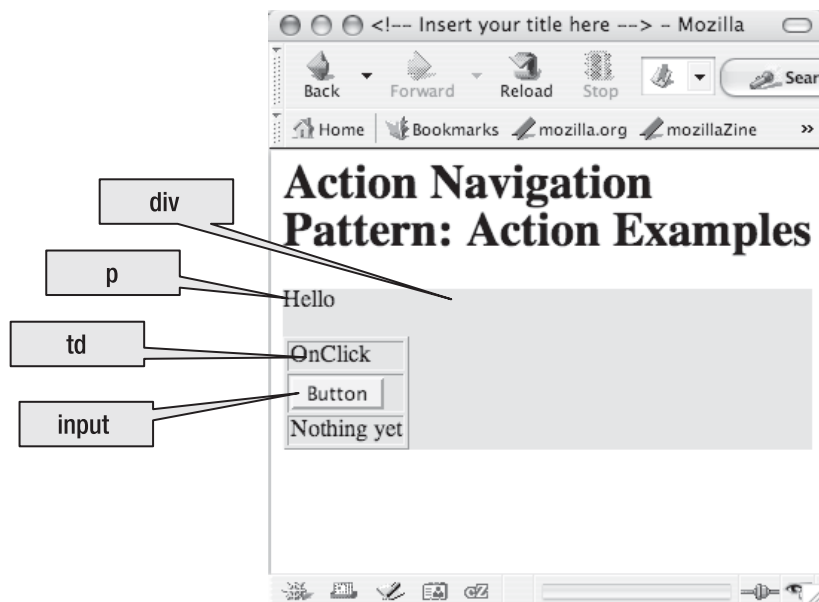 <!-- Insert your title here --> – Mozilla
Back Forward Reload Stop Sear
Home Bookmarks mozilla.org mozillaZine »
Action Navigation
Pattern: Action Examples
div
p
Hello
td
OnClick
input
Button
Nothing yet